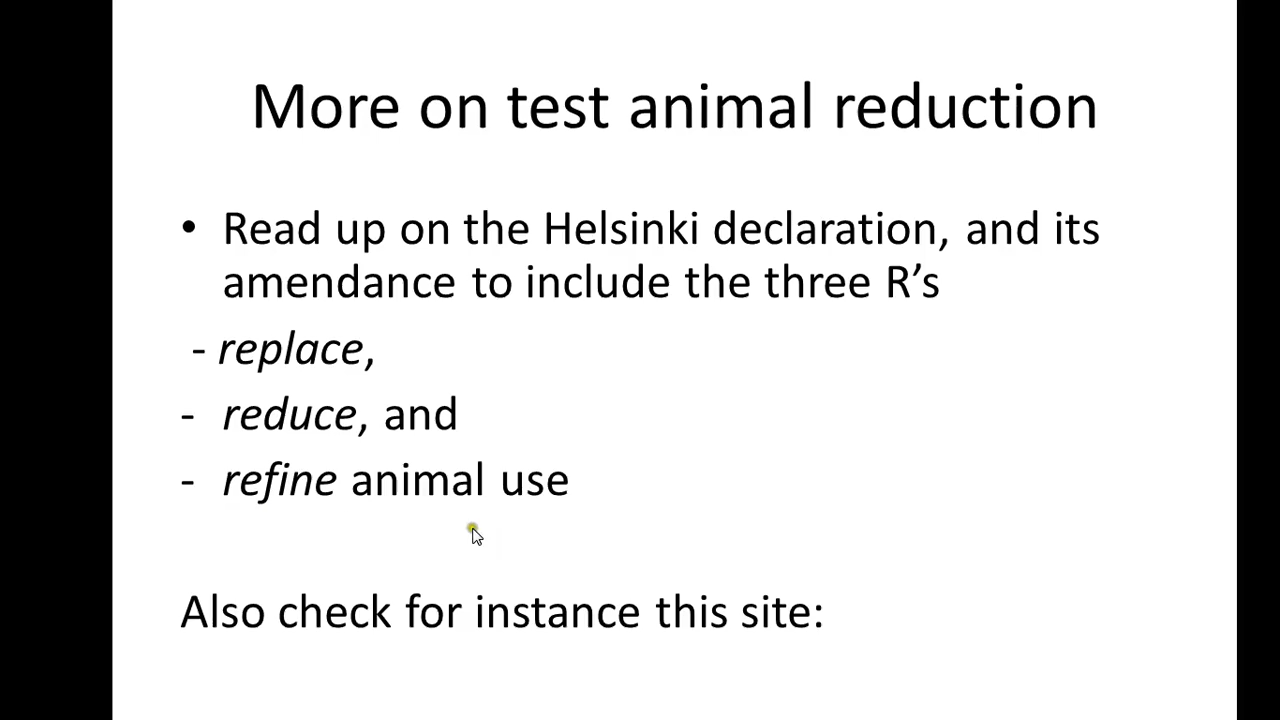 More on test animal reduction
• Read up on the Helsinki declaration, and its
amendance to include the three R’s
- replace,
- reduce, and
- refine animal use
Also check for instance this site: